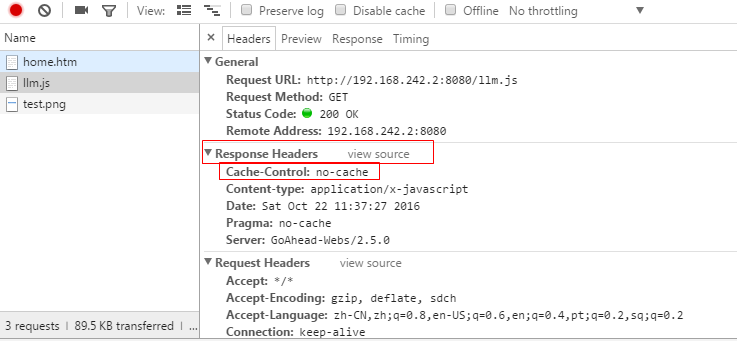 View: Preserve log Disable cache Offline No throttling
Name × Headers Preview Response Timing
home.htm
llm.js
test.png
General
Request URL: http://192.168.242.2:8080/llm.js
Request Method: GET
Status Code: 200 OK
Remote Address: 192.168.242.2:8080
Response Headers view source
Cache-Control: no-cache
Content-type: application/x-javascript
Date: Sat Oct 22 11:37:27 2016
Pragma: no-cache
Server: GoAhead-Webs/2.5.0
Request Headers view source
Accept: */*
Accept-Encoding: gzip, deflate, sdch
Accept-Language: zh-CN,zh;q=0.8,en-US;q=0.6,en;q=0.4,pt;q=0.2,sq;q=0.2
Connection: keep-alive
3 requests | 89.5 KB transferred | ...